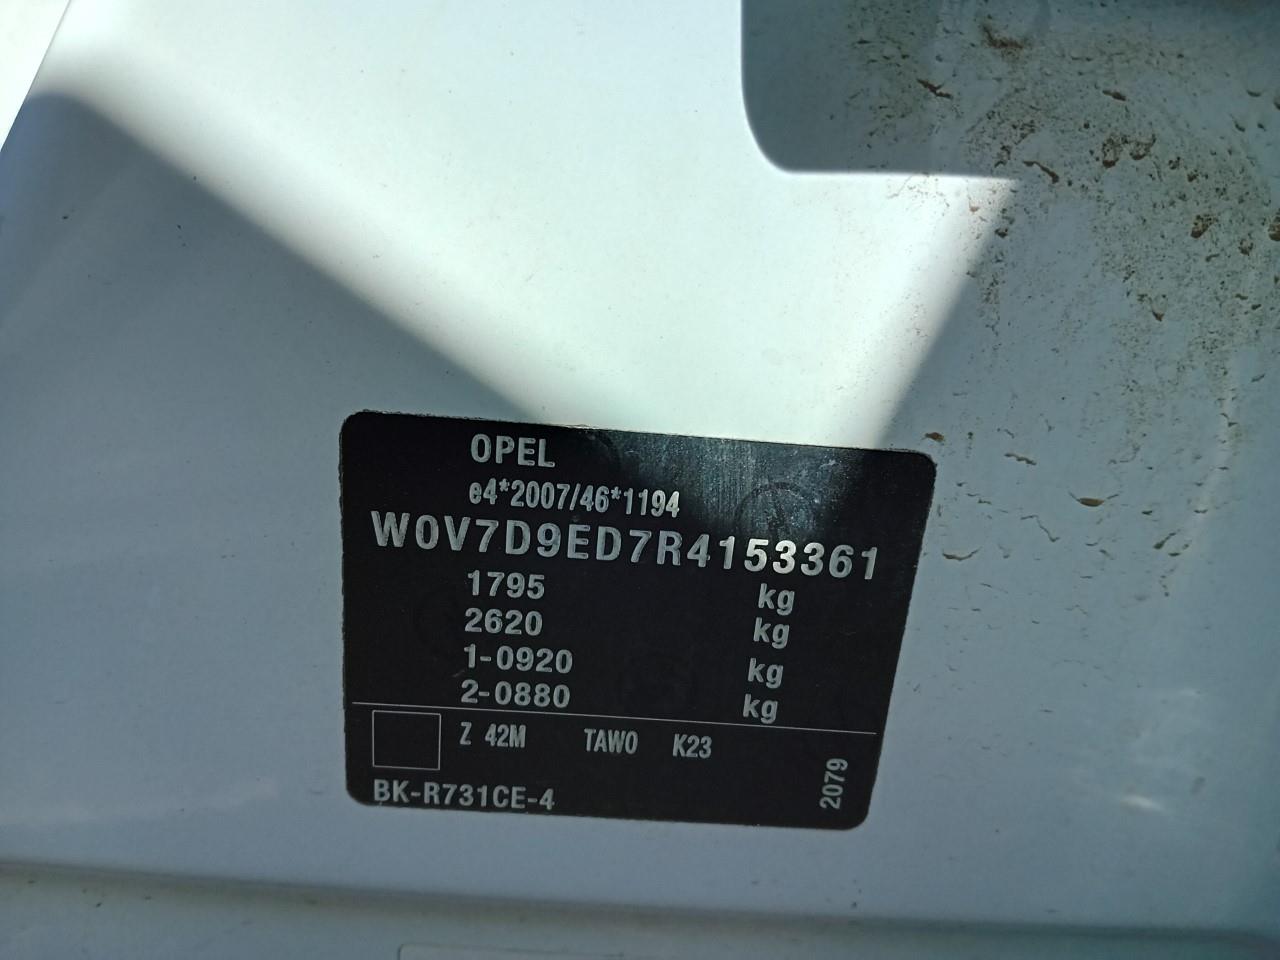 OPEL
e4*2007/46*1194
W0V7D9ED7R4153361
1795 kg
2620 kg
1-0920 kg
2-0880 kg
Z 42M TAWO K23
BK-R731CE-4
2079